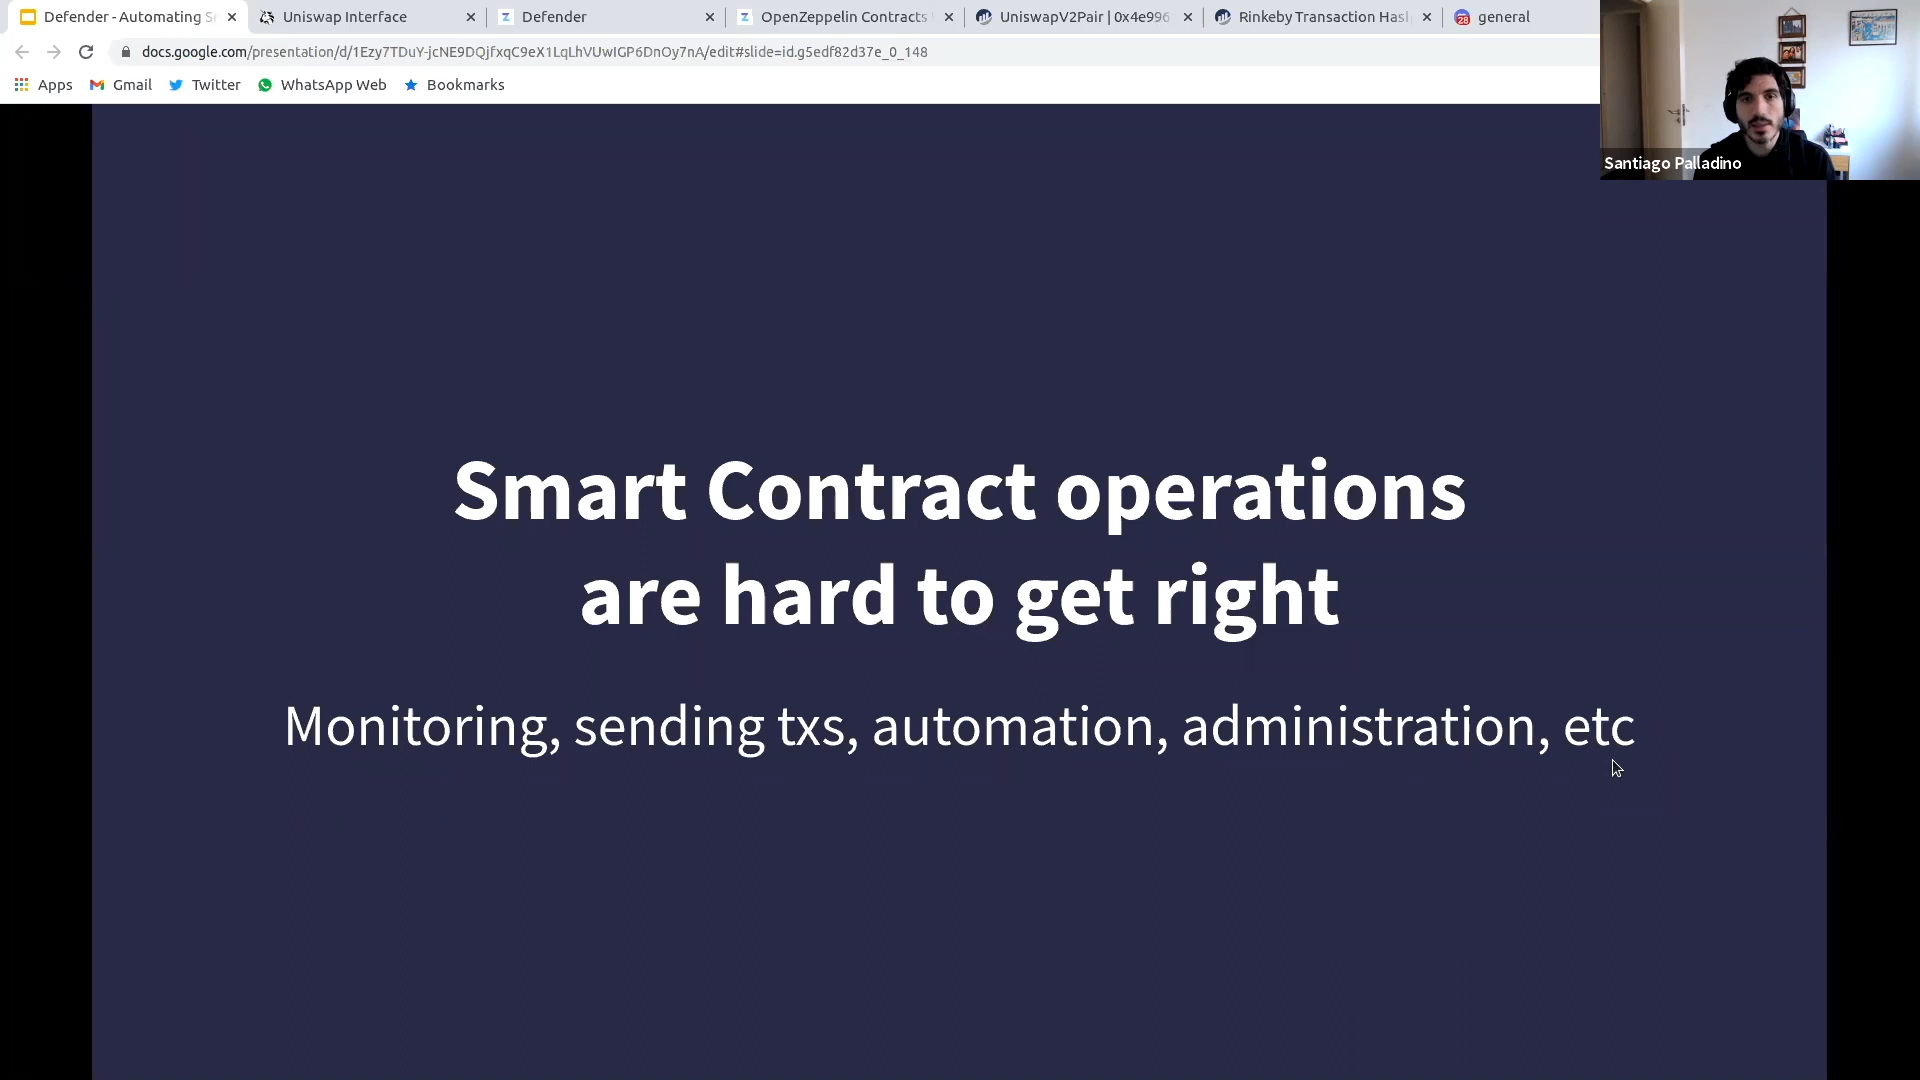 Defender - Automating S
Uniswap Interface
Defender
OpenZeppelin Contracts
UniswapV2Pair | 0x4e996
Rinkeby Transaction Hash
general
docs.google.com/presentation/d/1Ezy7TDuY-jcNE9DQjfxqC9eX1LqLhVUwIGP6DnOy7nA/edit#slide=id.g5edf82d37e_0_148
Apps
Gmail
Twitter
WhatsApp Web
Bookmarks
Santiago Palladino
Smart Contract operations
are hard to get right
Monitoring, sending txs, automation, administration, etc